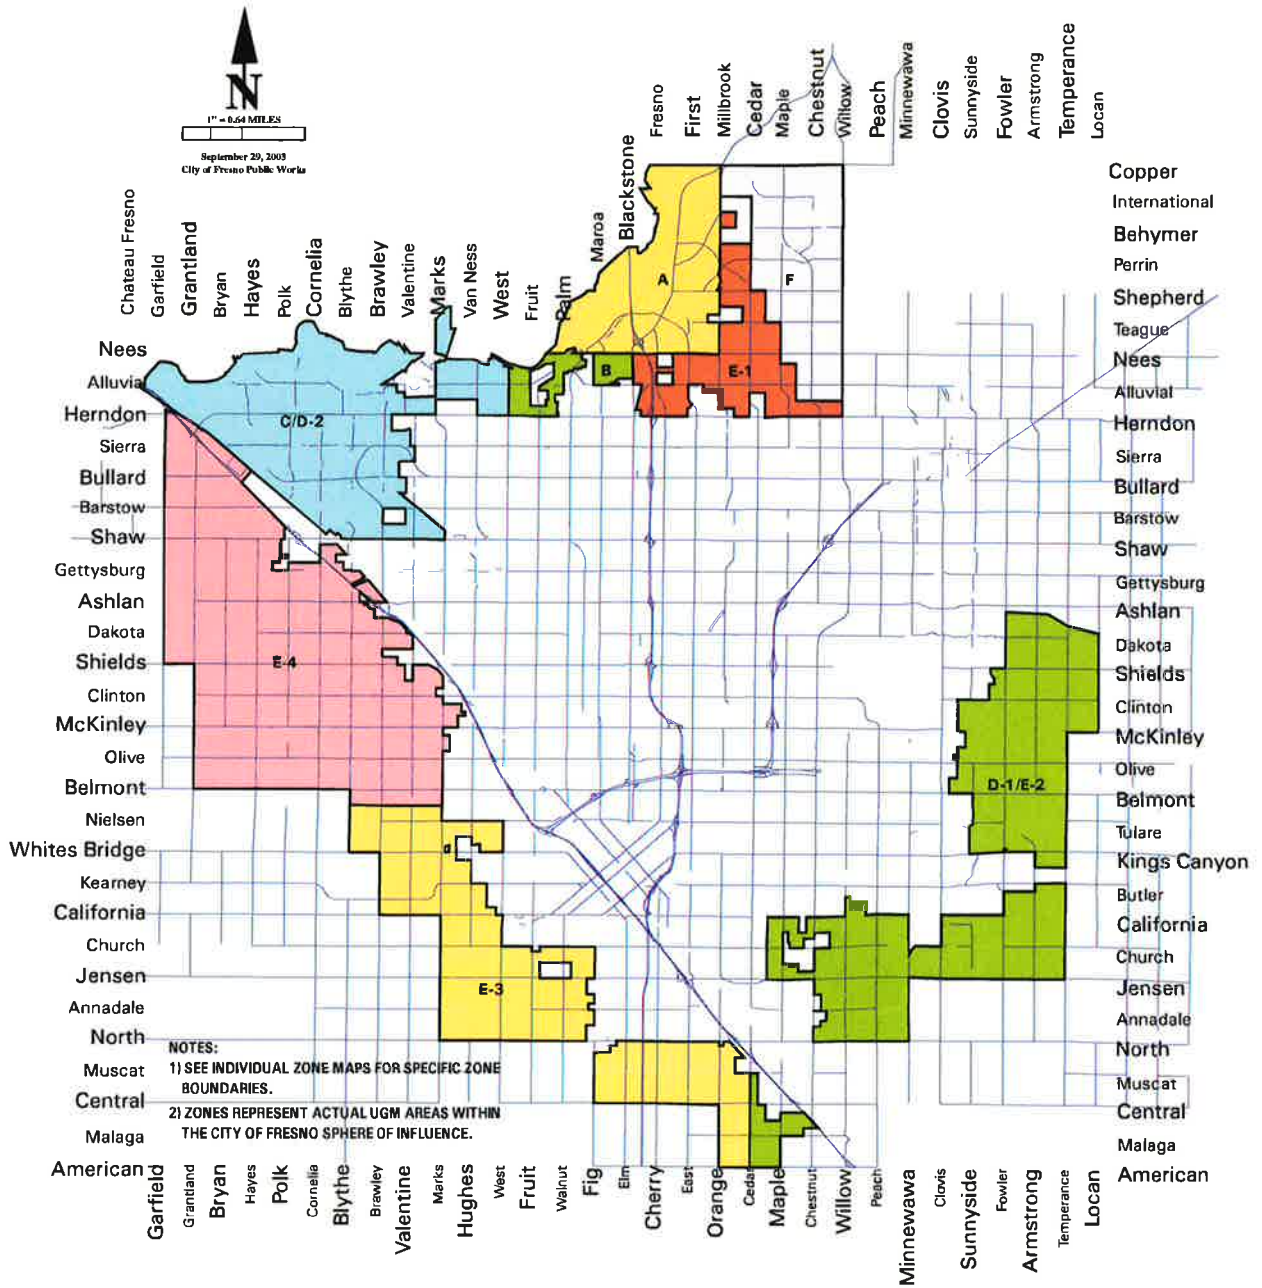 N
1" = 0.64 MILES
September 29, 2003
City of Fresno Public Works
Chateau Fresno
Garfield
Grantland
Bryan
Hayes
Polk
Cornelia
Blythe
Brawley
Valentine
Marks
Van Ness
West
Fruit
Palm
Maroa
Blackstone
Fresno
First
Millbrook
Cedar
Maple
Chestnut
Willow
Peach
Minnewawa
Clovis
Sunnyside
Fowler
Armstrong
Temperance
Locan
Nees
Alluvia
Herndon
Sierra
Bullard
Barstow
Shaw
Gettysburg
Ashlan
Dakota
Shields
Clinton
McKinley
Olive
Belmont
Nielsen
Whites Bridge
Kearney
California
Church
Jensen
Annadale
North
Muscat
Central
Malaga
American
A
F
B
E-1
C/D-2
E-4
D-1/E-2
E-3
Copper
International
Behymer
Perrin
Shepherd
Teague
Nees
Alluvial
Herndon
Sierra
Bullard
Barstow
Shaw
Gettysburg
Ashlan
Dakota
Shields
Clinton
McKinley
Olive
Belmont
Tulare
Kings Canyon
Butler
California
Church
Jensen
Annadale
North
Muscat
Central
Malaga
American
NOTES:
1) SEE INDIVIDUAL ZONE MAPS FOR SPECIFIC ZONE
BOUNDARIES.
2) ZONES REPRESENT ACTUAL UGM AREAS WITHIN
THE CITY OF FRESNO SPHERE OF INFLUENCE.
Garfield
Grantland
Bryan
Hayes
Polk
Cornelia
Blythe
Brawley
Valentine
Marks
Hughes
West
Fruit
Walnut
Fig
Elm
Cherry
East
Orange
Cedar
Maple
Chestnut
Willow
Peach
Minnewawa
Clovis
Sunnyside
Fowler
Armstrong
Temperance
Locan